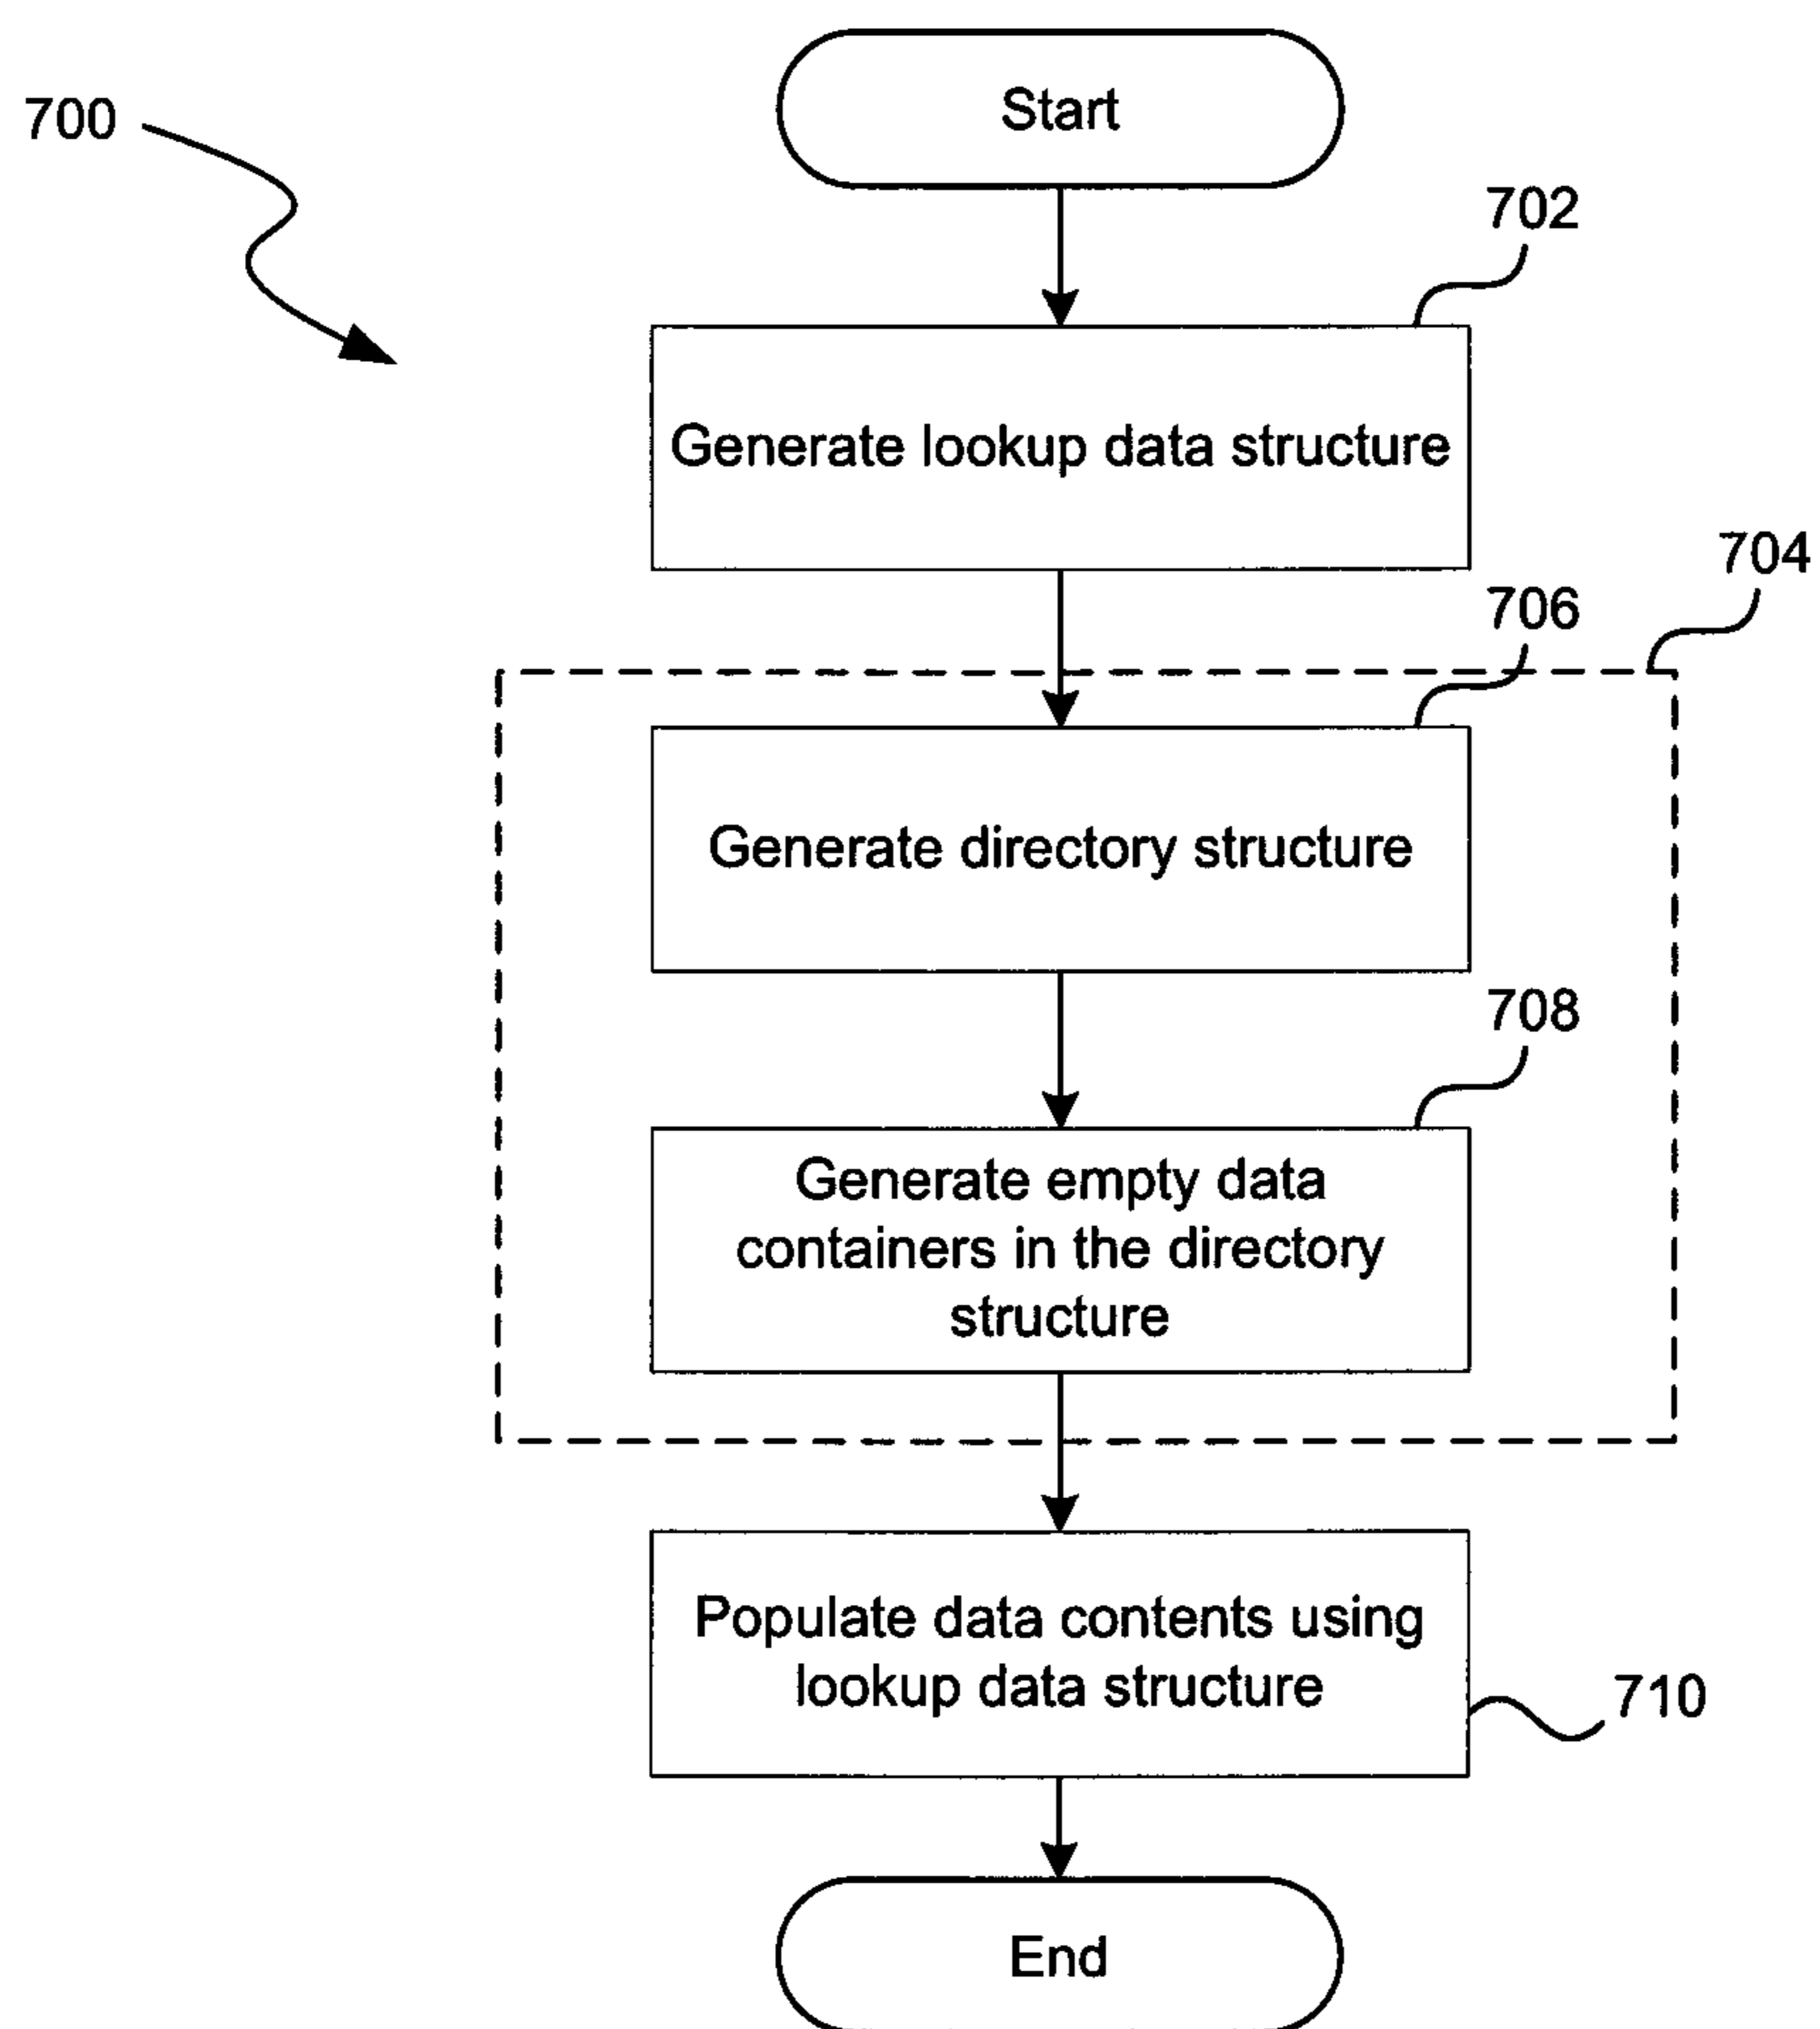 Start
700
702
Generate lookup data structure
704
706
Generate directory structure
708
Generate empty data
containers in the directory
structure
Populate data contents using
lookup data structure
710
End